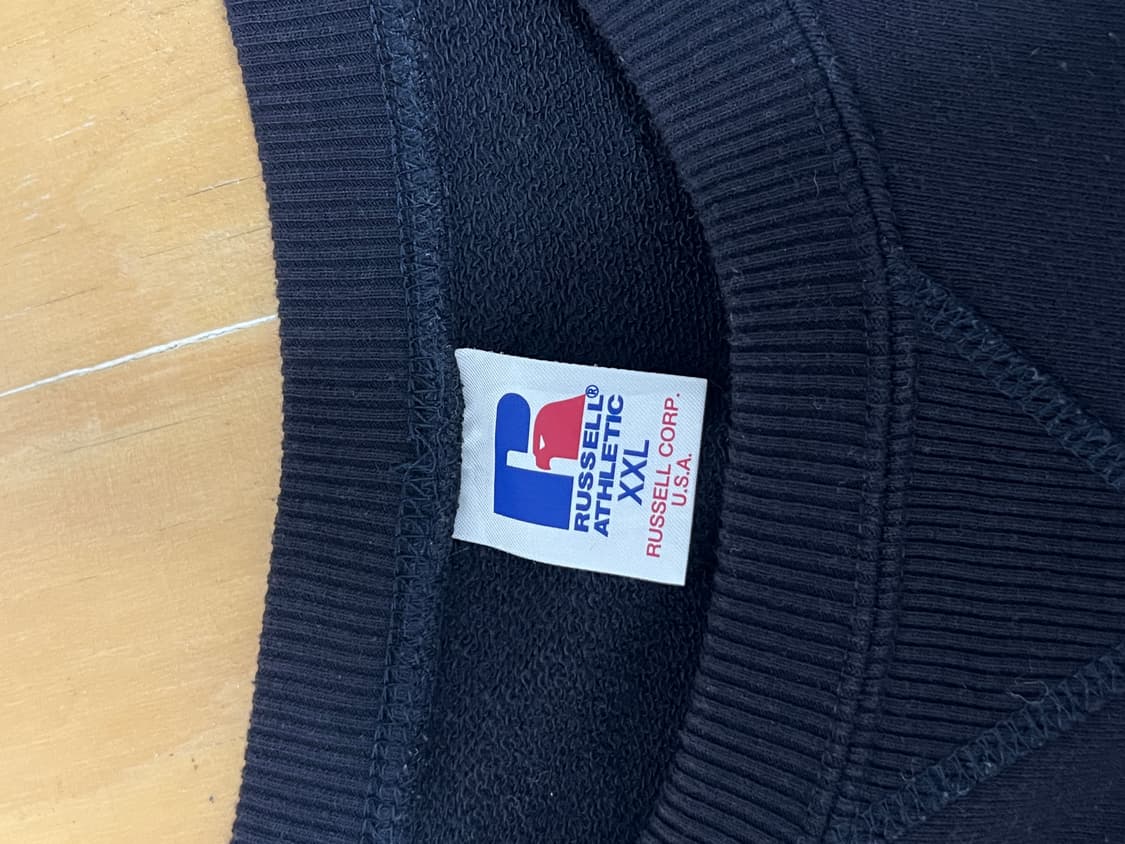 RUSSELL®
ATHLETIC
XXL
RUSSELL CORP.
U.S.A.